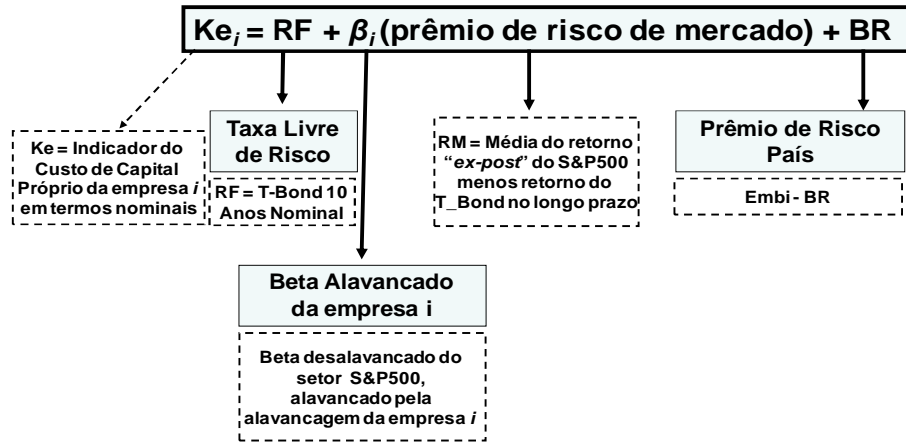 Ke𝑖 = RF + β𝑖 (prêmio de risco de mercado) + BR
Ke = Indicador do
Custo de Capital
Próprio da empresa i
em termos nominais
Taxa Livre
de Risco
RF = T-Bond 10
Anos Nominal
RM = Média do retorno
“ex-post” do S&P500
menos retorno do
T_Bond no longo prazo
Prêmio de Risco
País
Embi - BR
Beta Alavancado
da empresa i
Beta desalavancado do
setor S&P500,
alavancado pela
alavancagem da empresa i